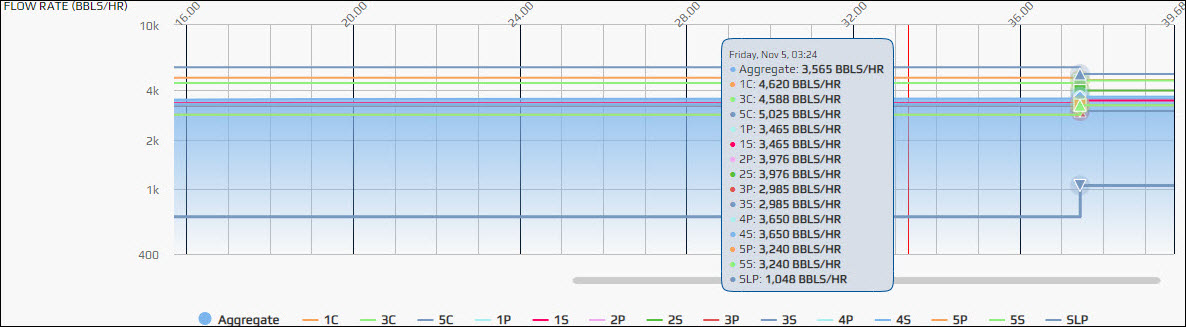 FLOW RATE (BBLS/HR)
16.00 20.00 24.00 28.00 32.00 36.00 39.68
10k
4k
2k
1k
400
Friday, Nov 5, 03:24
Aggregate: 3,565 BBLS/HR
1C: 4,620 BBLS/HR
3C: 4,588 BBLS/HR
5C: 5,025 BBLS/HR
1P: 3,465 BBLS/HR
1S: 3,465 BBLS/HR
2P: 3,976 BBLS/HR
2S: 3,976 BBLS/HR
3P: 2,985 BBLS/HR
3S: 2,985 BBLS/HR
4P: 3,650 BBLS/HR
4S: 3,650 BBLS/HR
5P: 3,240 BBLS/HR
5S: 3,240 BBLS/HR
SLP: 1,048 BBLS/HR
Aggregate 1C 3C 5C 1P 1S 2P 2S 3P 3S 4P 4S 5P 5S SLP